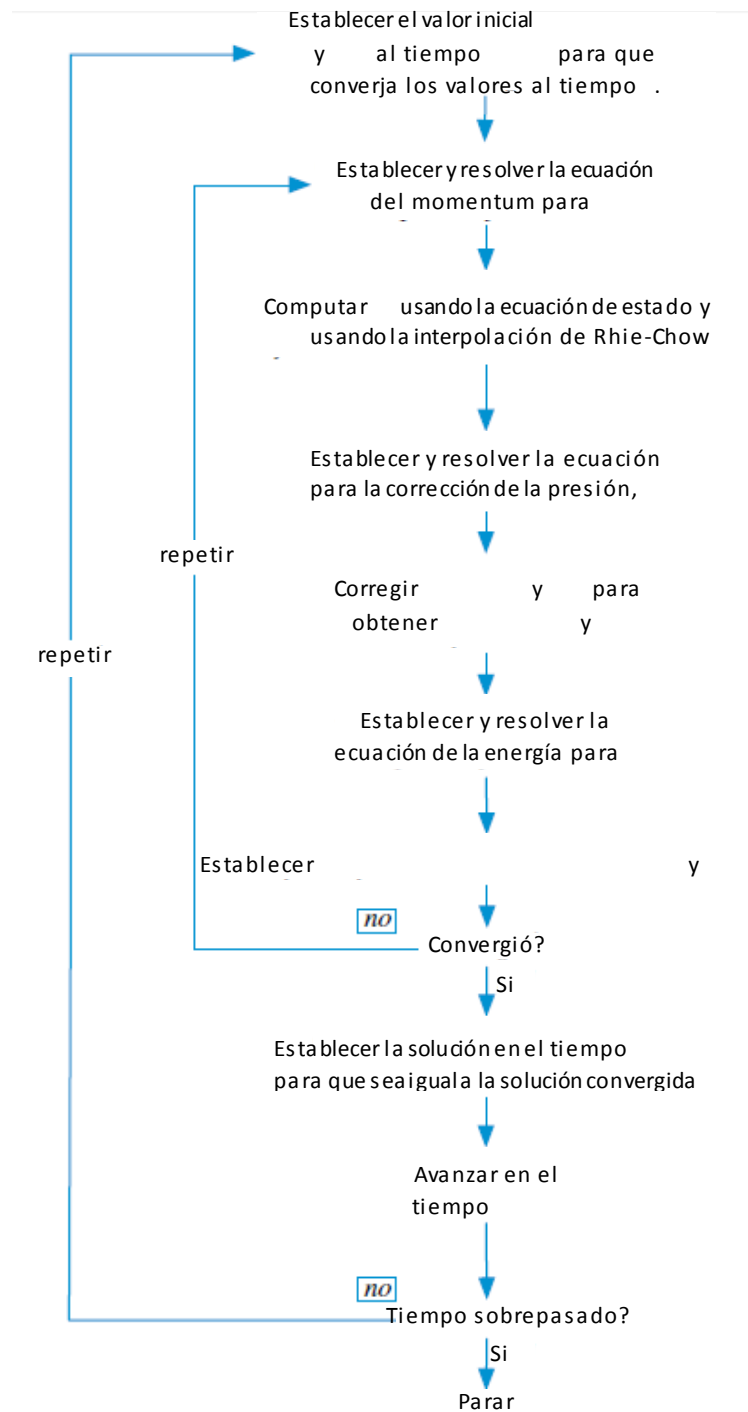 Establecer el valor inicial
y al tiempo para que
converja los valores al tiempo .
Establecer y resolver la ecuación
del momentum para
Computar usando la ecuación de estado y
usando la interpolación de Rhie-Chow
Establecer y resolver la ecuación
para la corrección de la presión,
repetir
Corregir y para
obtener y
repetir
Establecer y resolver la
ecuación de la energía para
Establecer y
no
Convergió?
Si
Establecer la solución en el tiempo
para que sea igual a la solución convergida
Avanzar en el
tiempo
no
Tiempo sobrepasado?
Si
Parar